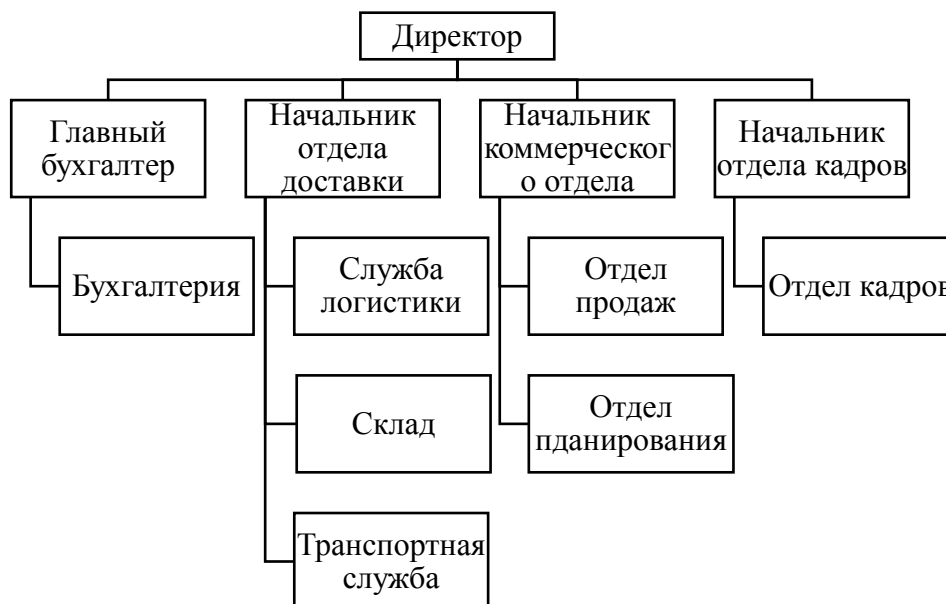 Директор
Главный
бухгалтер
Начальник
отдела
доставки
Начальник
коммерческог
о отдела
Начальник
отдела кадров
Бухгалтерия
Служба
логистики
Отдел
продаж
Отдел кадров
Склад
Отдел
пданирования
Транспортная
служба